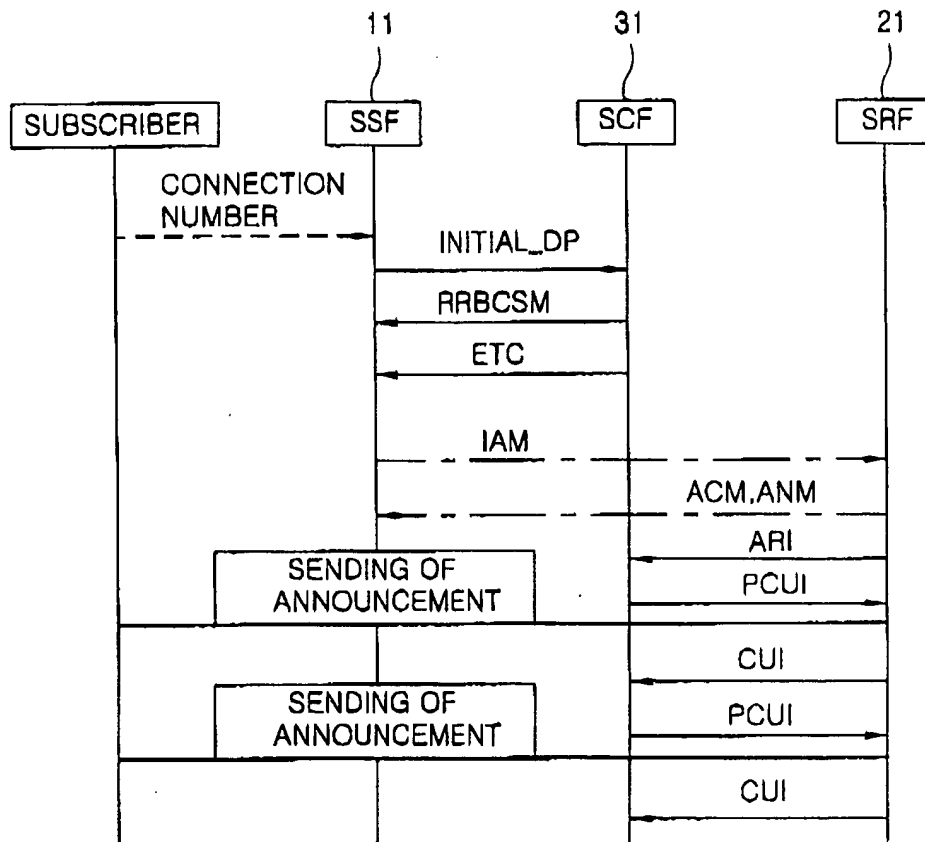 11 31 21
SUBSCRIBER SSF SCF SRF
CONNECTION
NUMBER
INITIAL_DP
RRBCSM
ETC
IAM
ACM,ANM
ARI
SENDING OF
ANNOUNCEMENT
PCUI
CUI
SENDING OF
ANNOUNCEMENT
PCUI
CUI